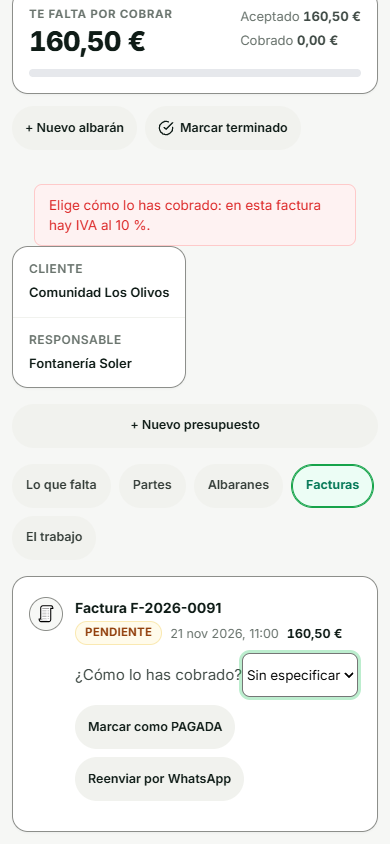 TE FALTA POR COBRAR
160,50 €
Aceptado 160,50 €
Cobrado 0,00 €
+ Nuevo albarán
Marcar terminado
Elige cómo lo has cobrado: en esta factura
hay IVA al 10 %.
CLIENTE
Comunidad Los Olivos
RESPONSABLE
Fontanería Soler
+ Nuevo presupuesto
Lo que falta
Partes
Albaranes
Facturas
El trabajo
Factura F-2026-0091
PENDIENTE 21 nov 2026, 11:00 160,50 €
¿Cómo lo has cobrado? Sin especificar
Marcar como PAGADA
Reenviar por WhatsApp